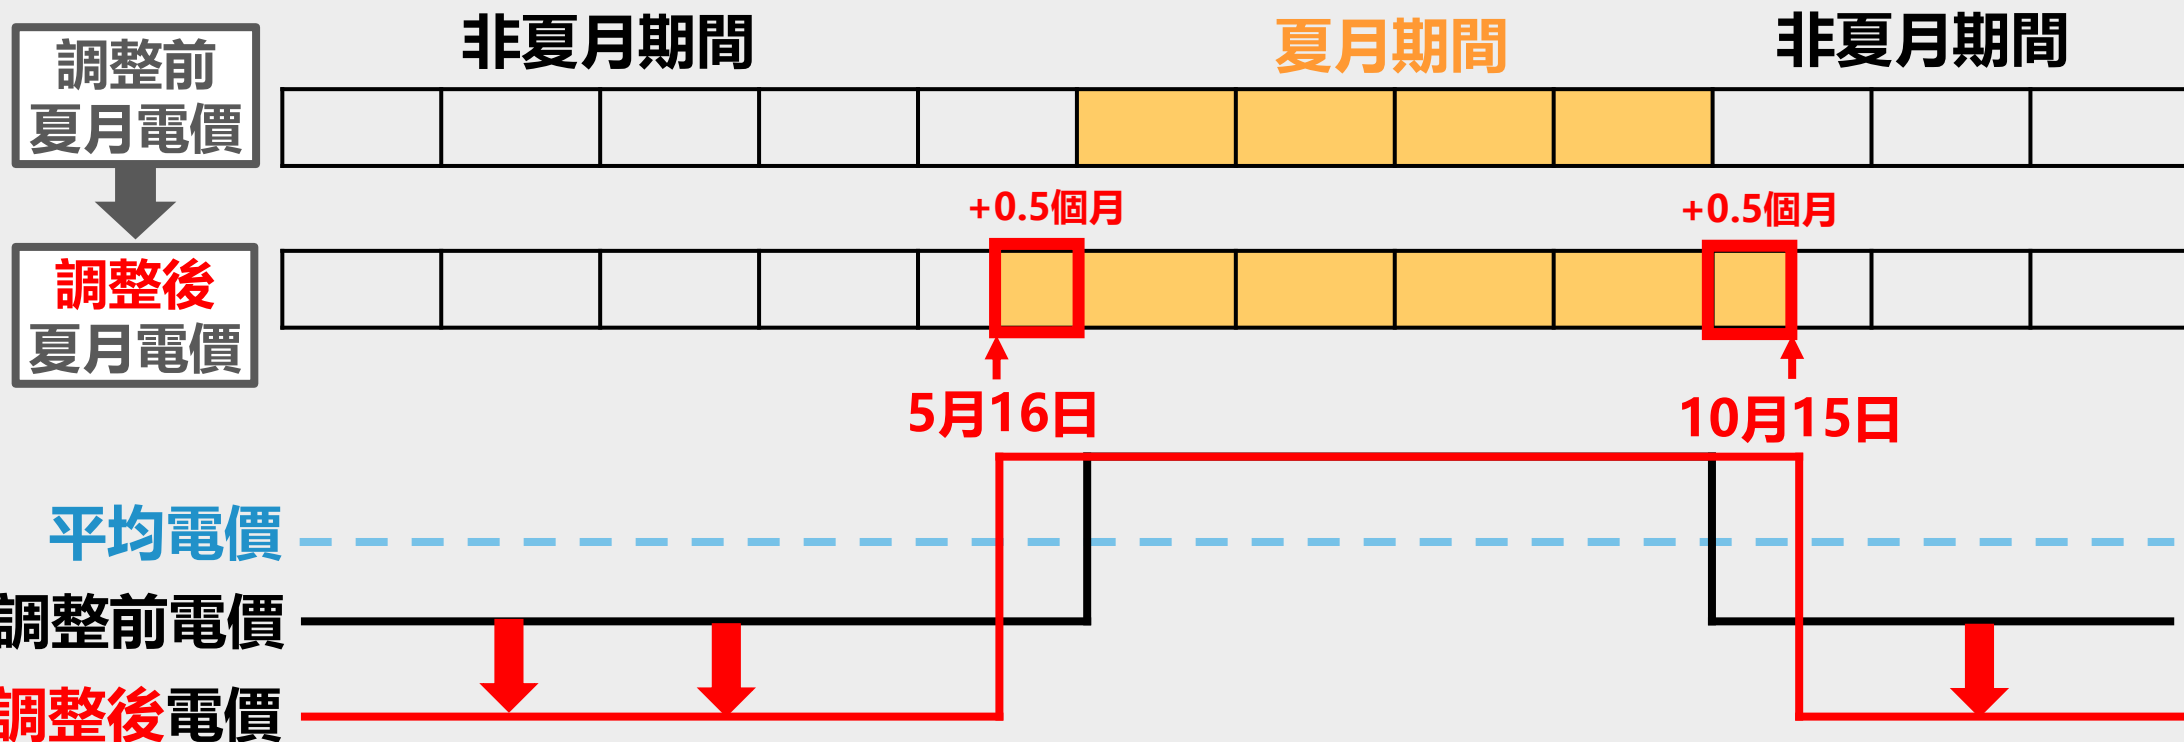 非夏月期間
夏月期間
非夏月期間
調整前
夏月電價
+0.5個月
+0.5個月
調整後
夏月電價
5月16日
10月15日
平均電價
調整前電價
調整後電價